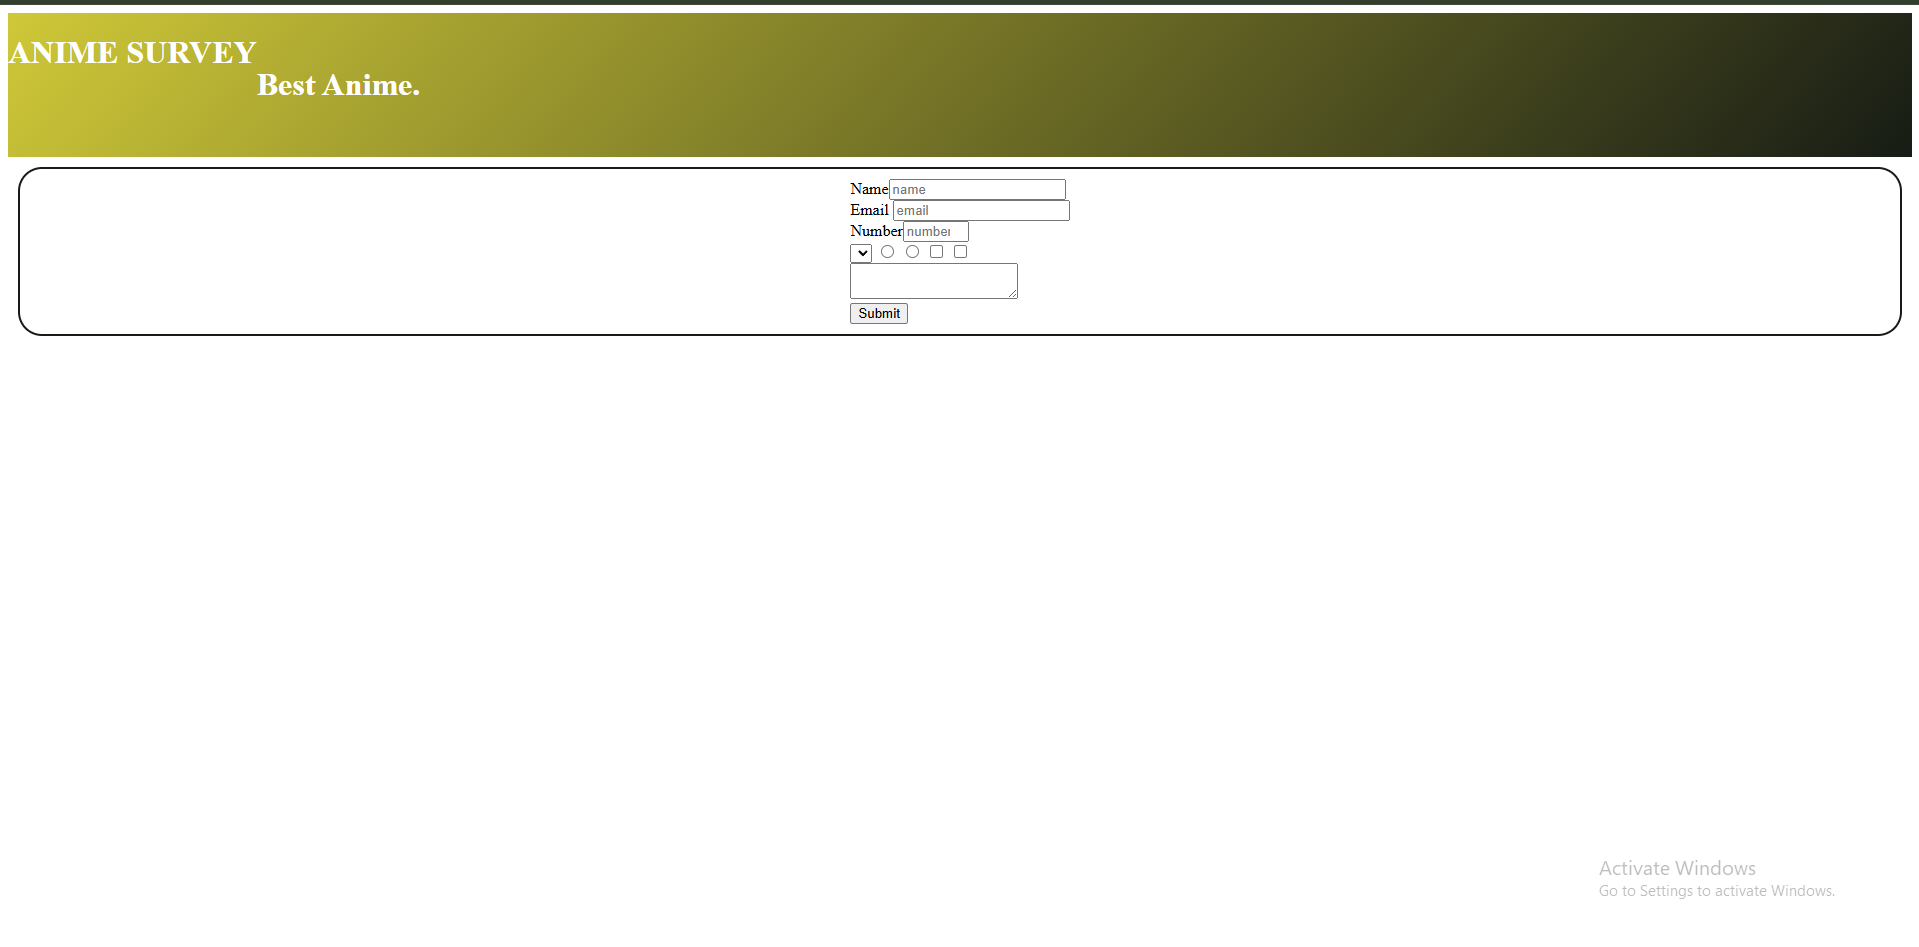 ANIME SURVEY
Best Anime.
Name name
Email email
Number number
Submit
Activate Windows
Go to Settings to activate Windows.